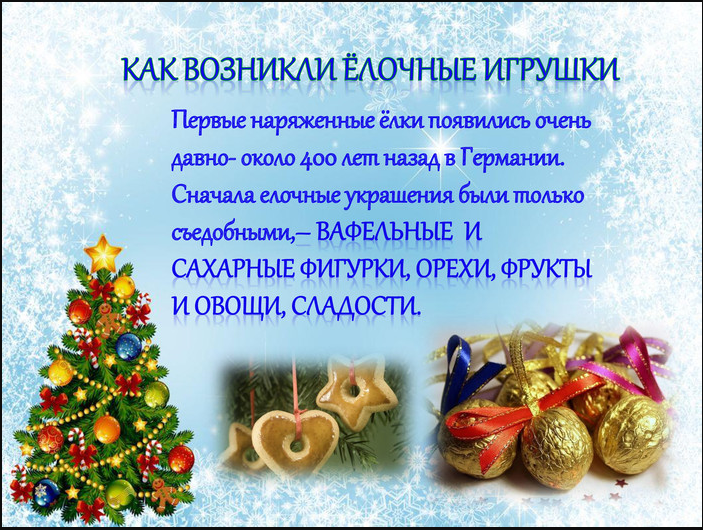 КАК ВОЗНИКЛИ ЁЛОЧНЫЕ ИГРУШКИ
Первые наряженные ёлки появились очень
давно- около 400 лет назад в Германии.
Сначала елочные украшения были только
съедобными,– ВАФЕЛЬНЫЕ И
САХАРНЫЕ ФИГУРКИ, ОРЕХИ, ФРУКТЫ
И ОВОЩИ, СЛАДОСТИ.